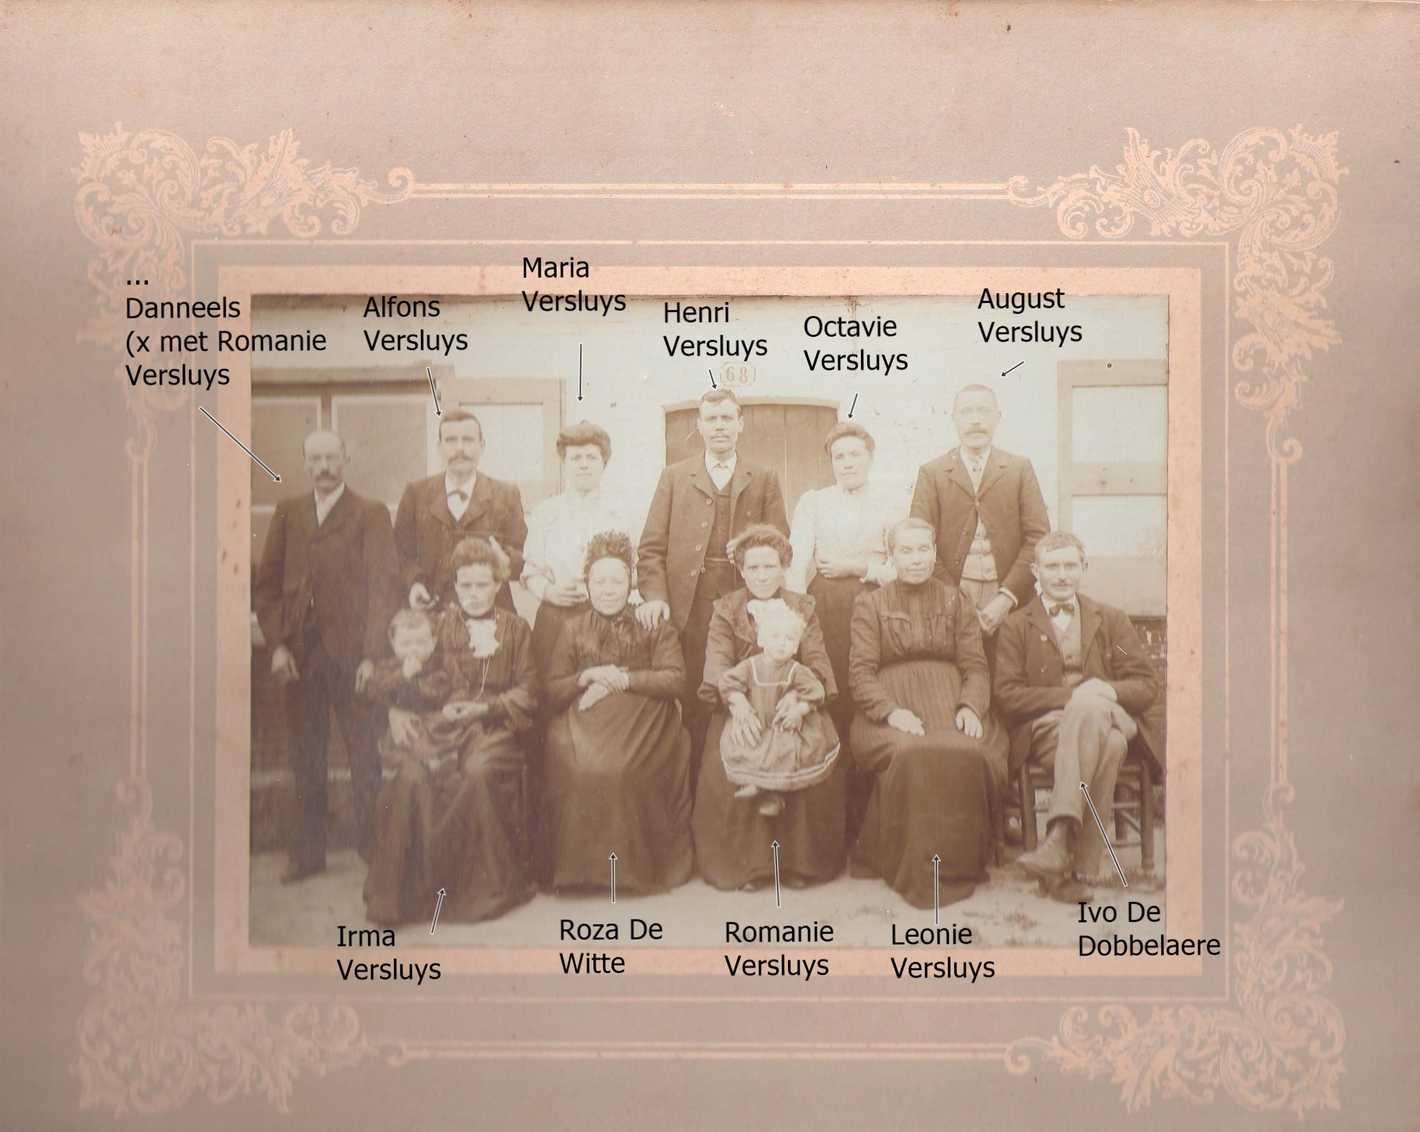 ...
Danneels
(x met Romanie
Versluys
Alfons
Versluys
Maria
Versluys
Henri
Versluys
Octavie
Versluys
August
Versluys
68
Irma
Versluys
Roza De
Witte
Romanie
Versluys
Leonie
Versluys
Ivo De
Dobbelaere